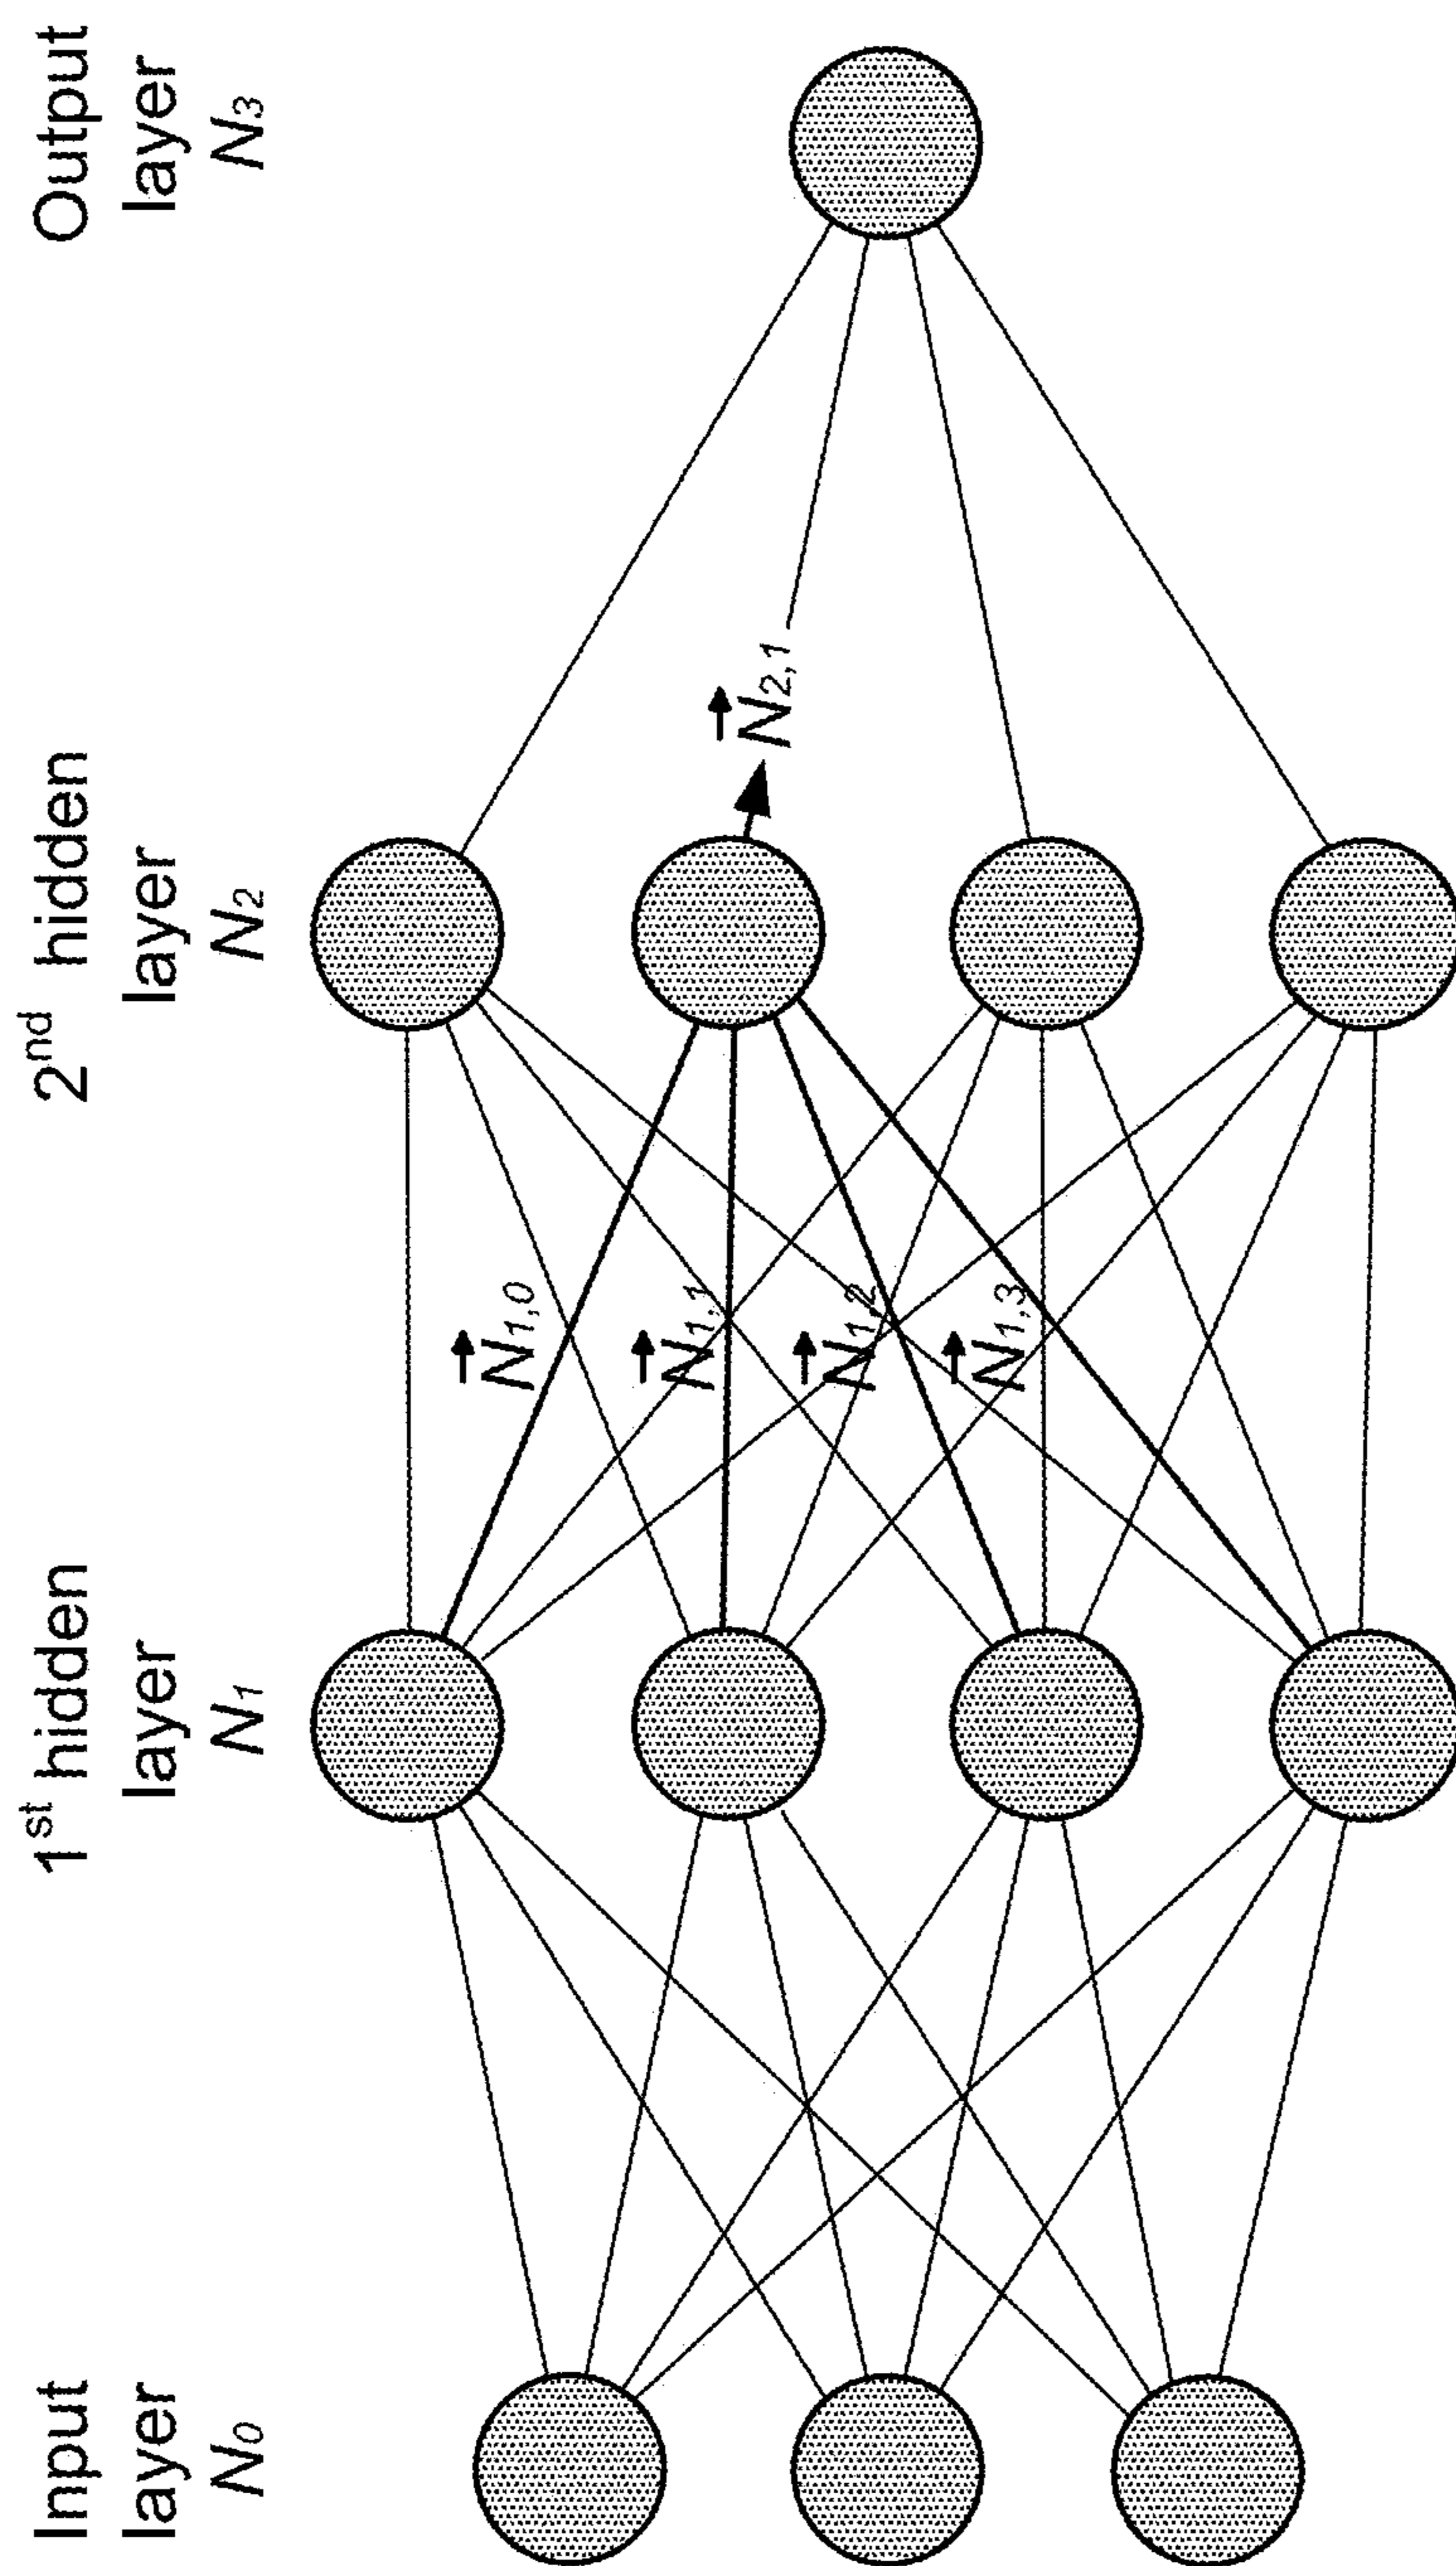 Input
layer
N0
1st hidden
layer
N1
2nd hidden
layer
N2
Output
layer
N3
N1,0
N1,1
N1,2
N1,3
N2,1